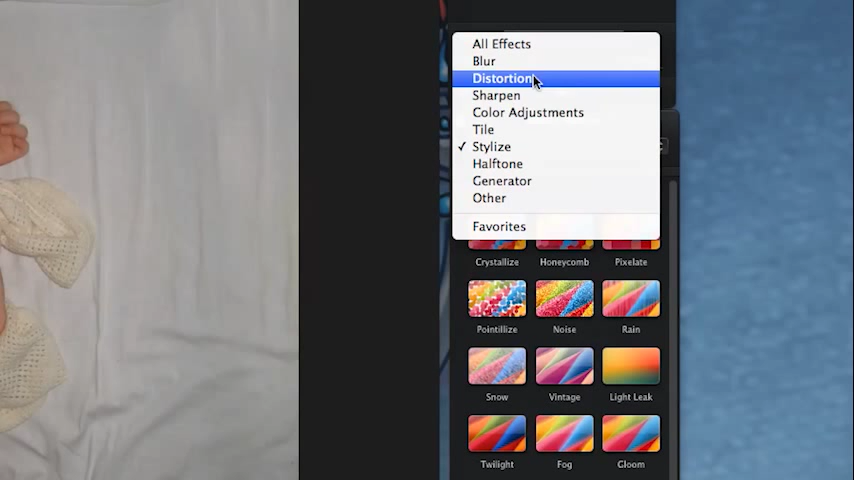 All Effects
Blur
Distortion
Sharpen
Color Adjustments
Tile
✓ Stylize
Halftone
Generator
Other
Favorites
Crystallize Honeycomb Pixelate
Pointillize Noise Rain
Snow Vintage Light Leak
Twilight Fog Gloom